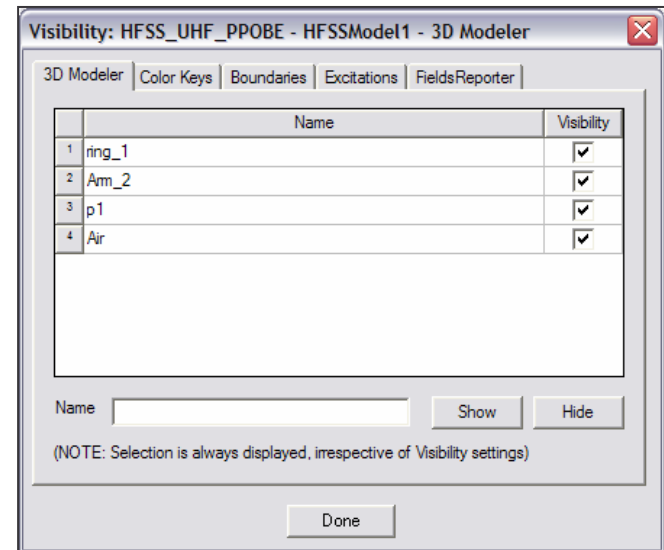 Visibility: HFSS_UHF_PPOBE - HFSSModel1 - 3D Modeler
3D Modeler Color Keys Boundaries Excitations FieldsReporter
Name Visibility
1 ring_1
2 Arm_2
3 p1
4 Air
Name Show Hide
(NOTE: Selection is always displayed, irrespective of Visibility settings)
Done